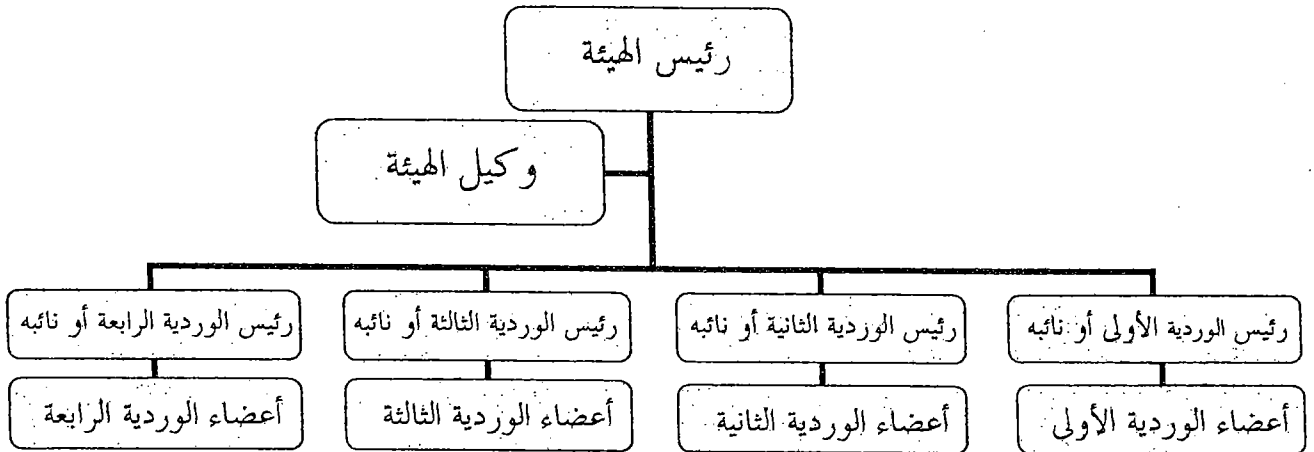 رئيس الهيئة
وكيل الهيئة
رئيس الوردية الأولى أو نائبه
رئيس الوردية الثانية أو نائبه
رئيس الوردية الثالثة أو نائبه
رئيس الوردية الرابعة أو نائبه
أعضاء الوردية الأولى
أعضاء الوردية الثانية
أعضاء الوردية الثالثة
أعضاء الوردية الرابعة